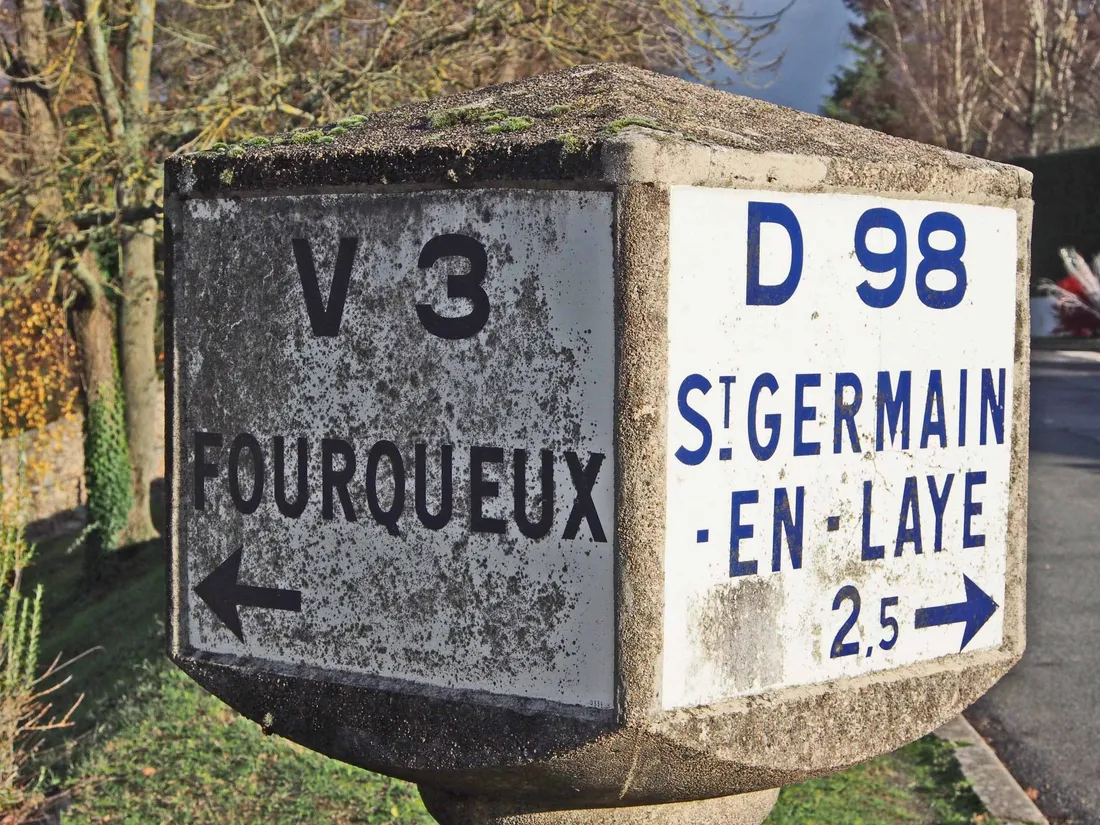 V 3
FOURQUEUX
D 98
ST GERMAIN
-EN-LAYE
2,5